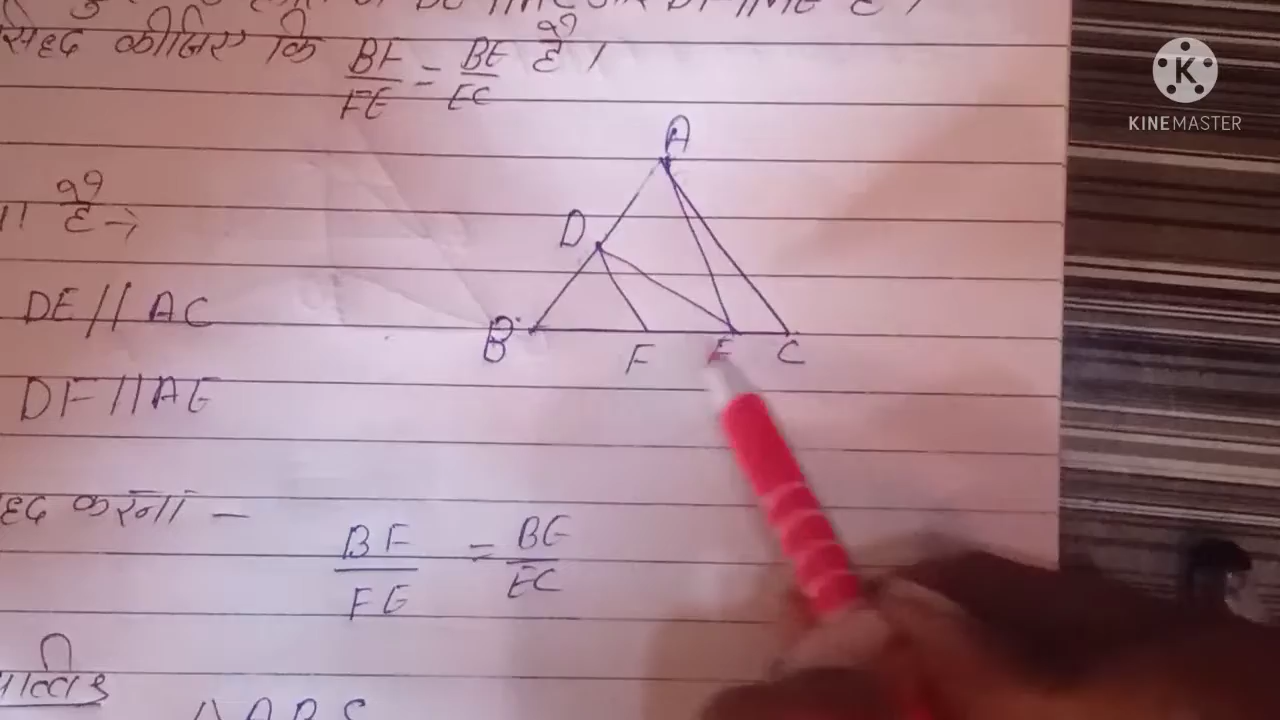 सिद्ध कीजिए कि BF/FE = BE/EC है।
K
KINEMASTER
A
D
B
F
E
C
है →
DE // AC
DF // AE
करना –
BF/FE = BE/EC